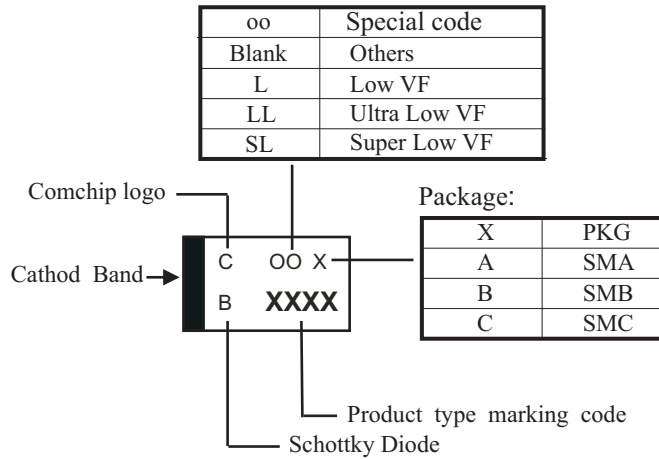 oo Special code
Blank Others
L Low VF
LL Ultra Low VF
SL Super Low VF
Comchip logo
Package:
X PKG
A SMA
B SMB
C SMC
Cathod Band
C OO X
B XXXX
Product type marking code
Schottky Diode